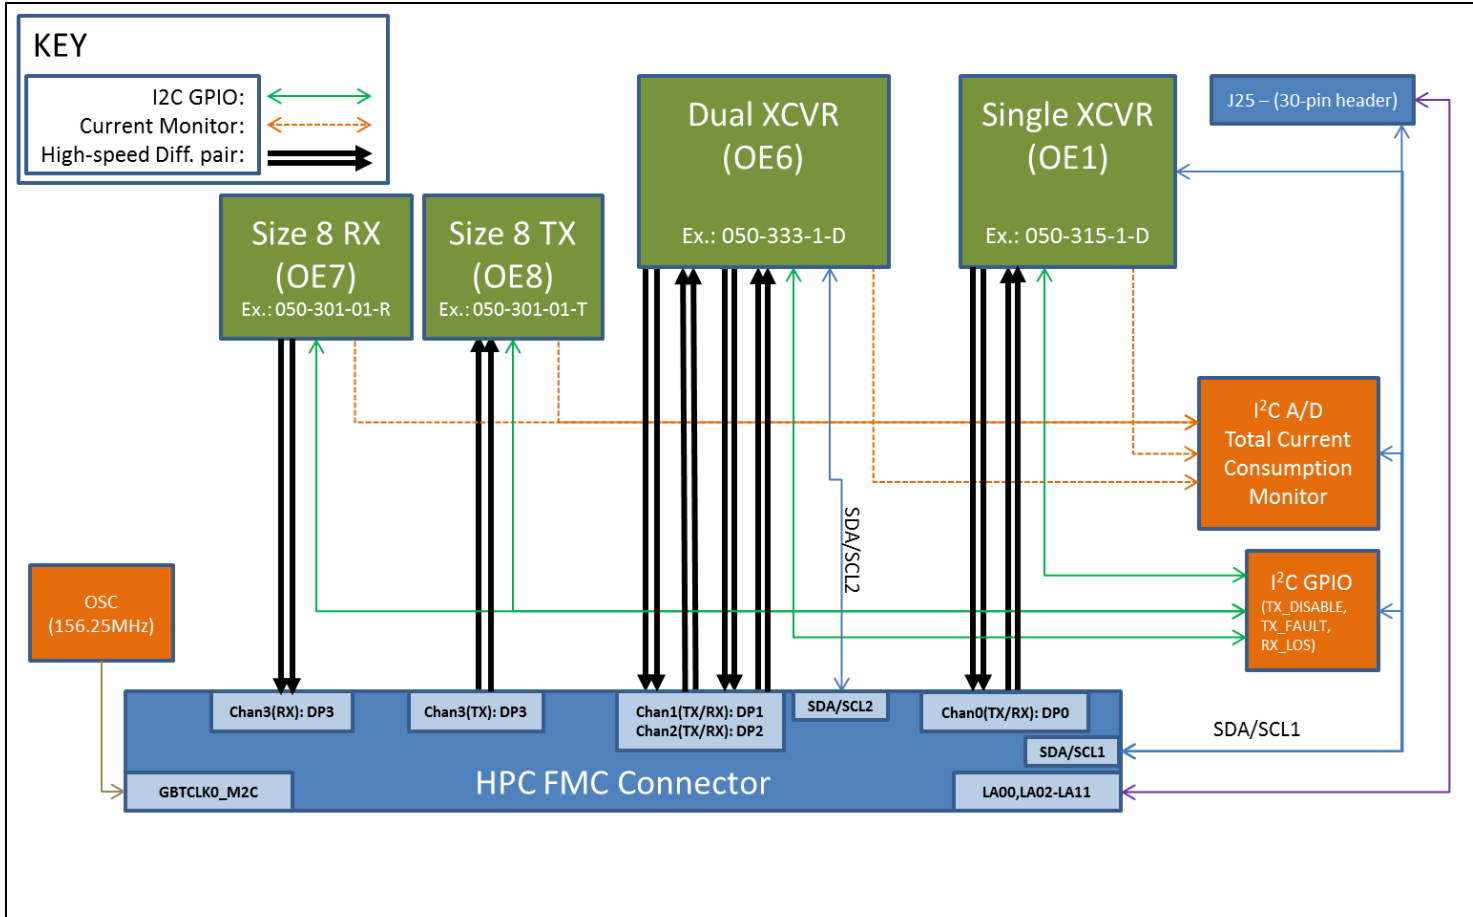 KEY
I2C GPIO:
Current Monitor:
High-speed Diff. pair:
Size 8 RX
(OE7)
Ex.: 050-301-01-R
Size 8 TX
(OE8)
Ex.: 050-301-01-T
Dual XCVR
(OE6)
Ex.: 050-333-1-D
Single XCVR
(OE1)
Ex.: 050-315-1-D
J25 – (30-pin header)
I²C A/D
Total Current
Consumption
Monitor
SDA/SCL2
I²C GPIO
(TX_DISABLE,
TX_FAULT,
RX_LOS)
OSC
(156.25MHz)
Chan3(RX): DP3
Chan3(TX): DP3
Chan1(TX/RX): DP1
Chan2(TX/RX): DP2
SDA/SCL2
Chan0(TX/RX): DP0
SDA/SCL1
SDA/SCL1
HPC FMC Connector
GBTCLK0_M2C
LA00,LA02-LA11